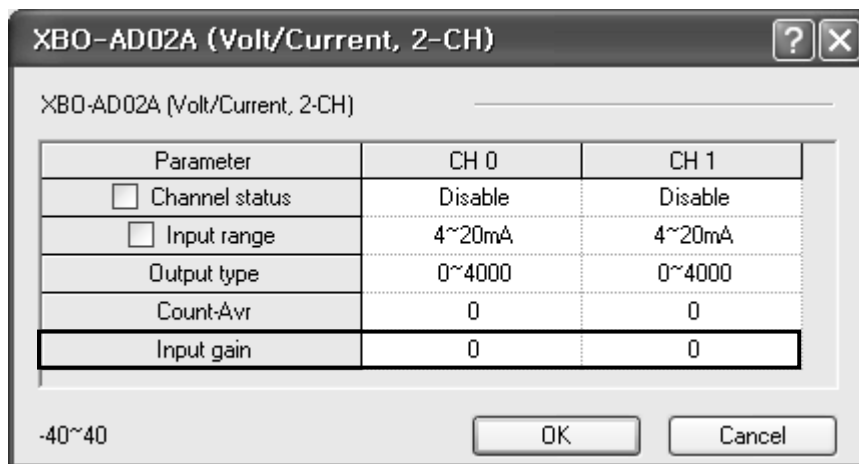 XBO-AD02A (Volt/Current, 2-CH)
?
XBO-AD02A (Volt/Current, 2-CH)
Parameter CH 0 CH 1
Channel status Disable Disable
Input range 4~20mA 4~20mA
Output type 0~4000 0~4000
Count-Avr 0 0
Input gain 0 0
-40~40 OK Cancel